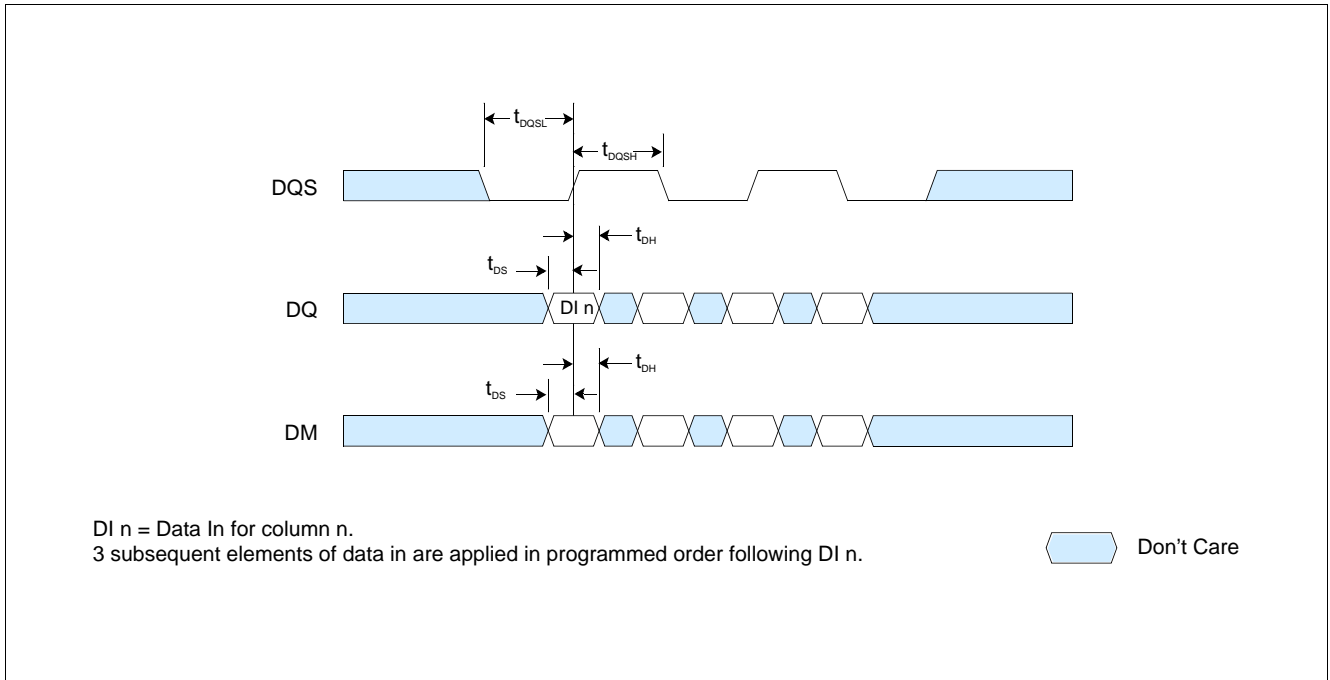 tDQSL
tDQSH
DQS
tDH
tDS
DQ
DI n
tDH
tDS
DM
DI n = Data In for column n.
3 subsequent elements of data in are applied in programmed order following DI n.
Don't Care